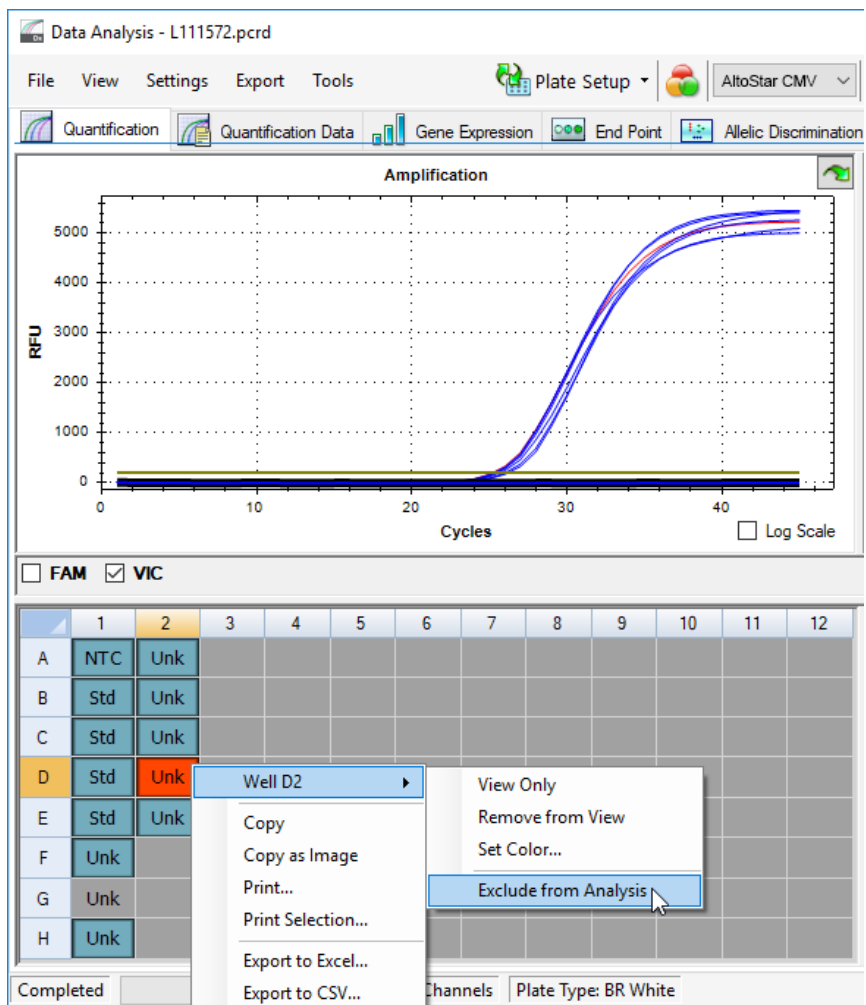 Data Analysis - L111572.pcrd
File View Settings Export Tools Plate Setup AltoStar CMV
Quantification Quantification Data Gene Expression End Point Allelic Discrimination
Amplification
5000
4000
3000
2000
1000
0
RFU
0 10 20 30 40
Cycles
Log Scale
FAM VIC
1 2 3 4 5 6 7 8 9 10 11 12
A NTC Unk
B Std Unk
C Std Unk
D Std Unk
E Std Unk
F Unk
G Unk
H Unk
Well D2
Copy
Copy as Image
Print...
Print Selection...
Export to Excel...
Export to CSV...
View Only
Remove from View
Set Color...
Exclude from Analysis
Completed Plate Type: BR White